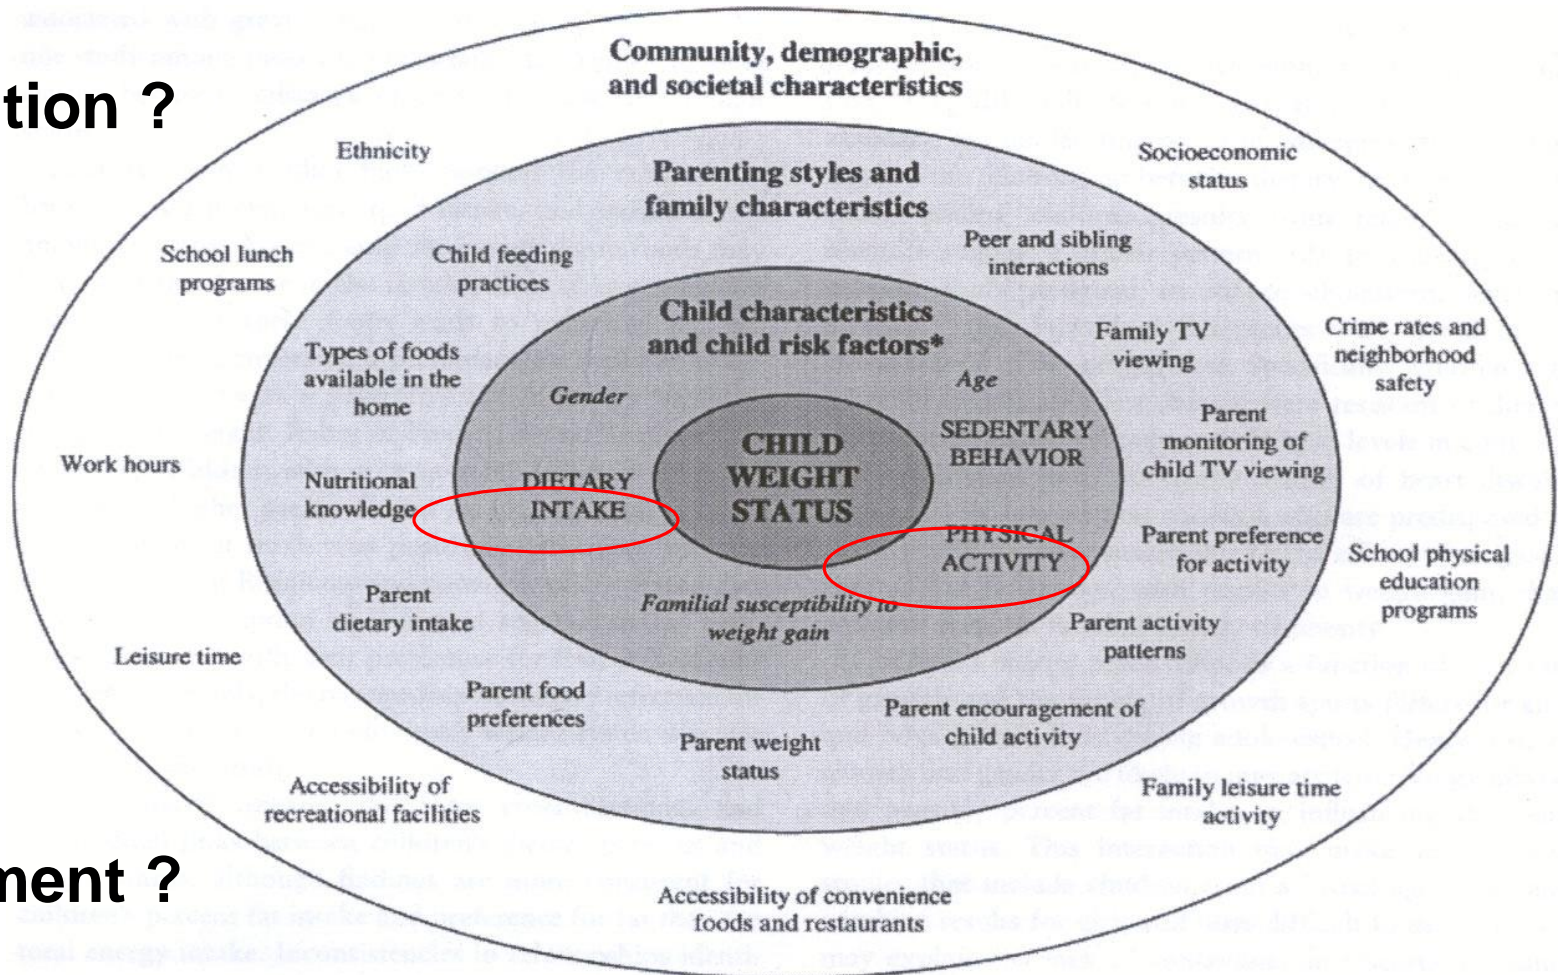 Community, demographic,
and societal characteristics
tion ?
Ethnicity
Socioeconomic
status
Parenting styles and
family characteristics
School lunch
programs
Child feeding
practices
Peer and sibling
interactions
Child characteristics
and child risk factors*
Types of foods
available in the
home
Gender
Age
Family TV
viewing
Crime rates and
neighborhood
safety
Work hours
Nutritional
knowledge
DIETARY
INTAKE
CHILD
WEIGHT
STATUS
SEDENTARY
BEHAVIOR
Parent
monitoring of
child TV viewing
PHYSICAL
ACTIVITY
Parent preference
for activity
School physical
education
programs
Parent
dietary intake
Familial susceptibility to
weight gain
Parent activity
patterns
Leisure time
Parent food
preferences
Parent weight
status
Parent encouragement of
child activity
Accessibility of
recreational facilities
Family leisure time
activity
ment ?
Accessibility of convenience
foods and restaurants